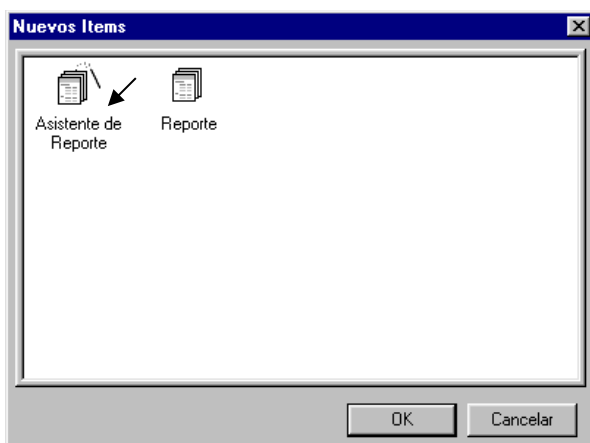 Nuevos Items
Asistente de
Reporte
Reporte
OK
Cancelar